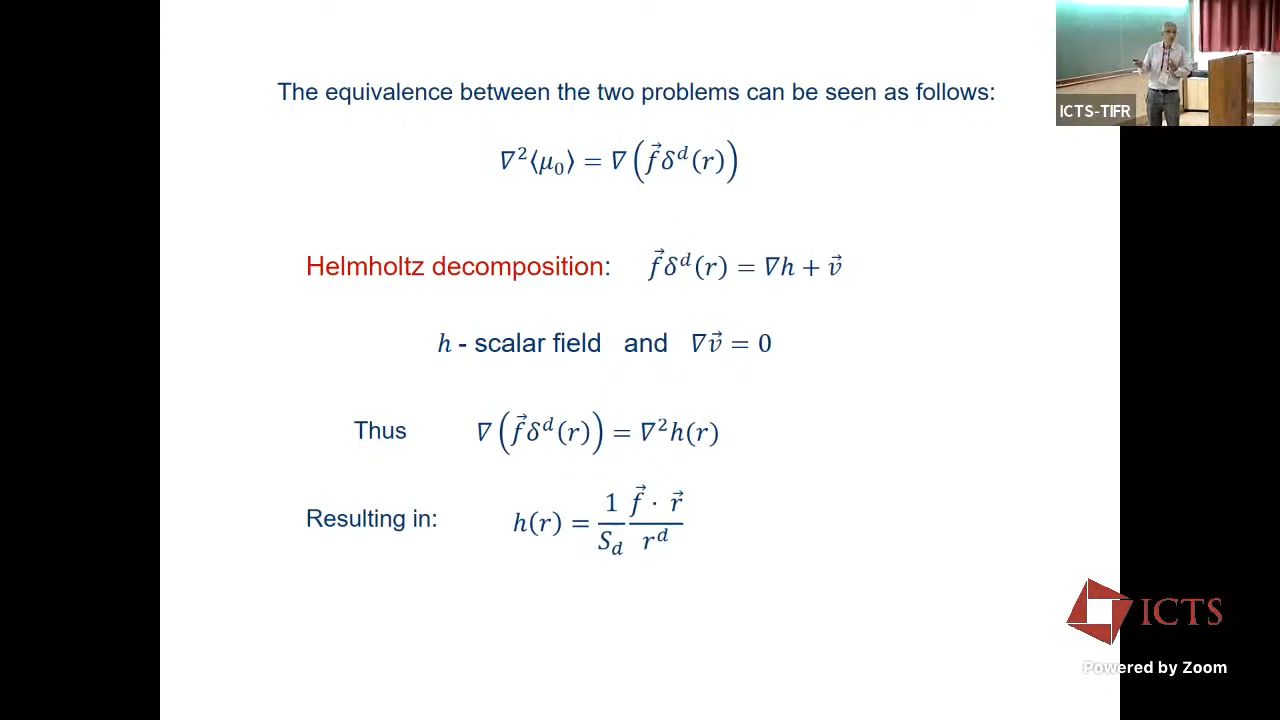 The equivalence between the two problems can be seen as follows:
ICTS-TIFR
∇²⟨μ₀⟩ = ∇(f⃗δᵈ(r))
Helmholtz decomposition: f⃗δᵈ(r) = ∇h + v⃗
h - scalar field and ∇v⃗ = 0
Thus ∇(f⃗δᵈ(r)) = ∇²h(r)
Resulting in: h(r) = 1/S_d f⃗ · r⃗/rᵈ
ICTS
Powered by Zoom